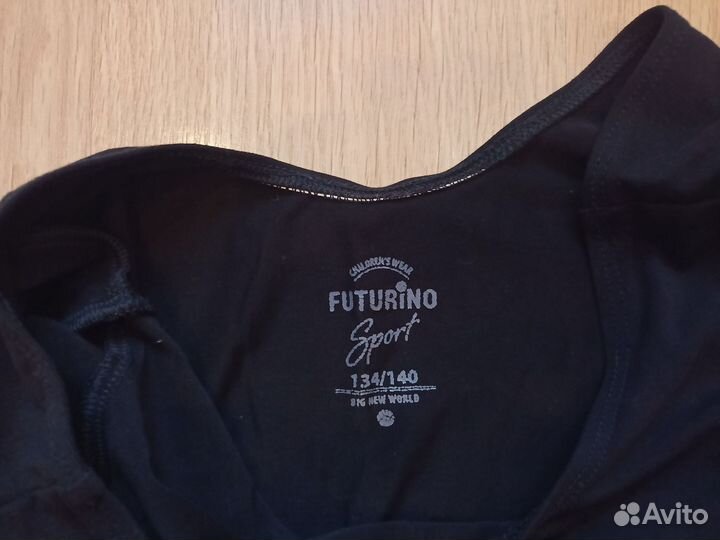 CHILDREN'S WEAR
FUTURiNO
Sport
134/140
BIG NEW WORLD
Avito